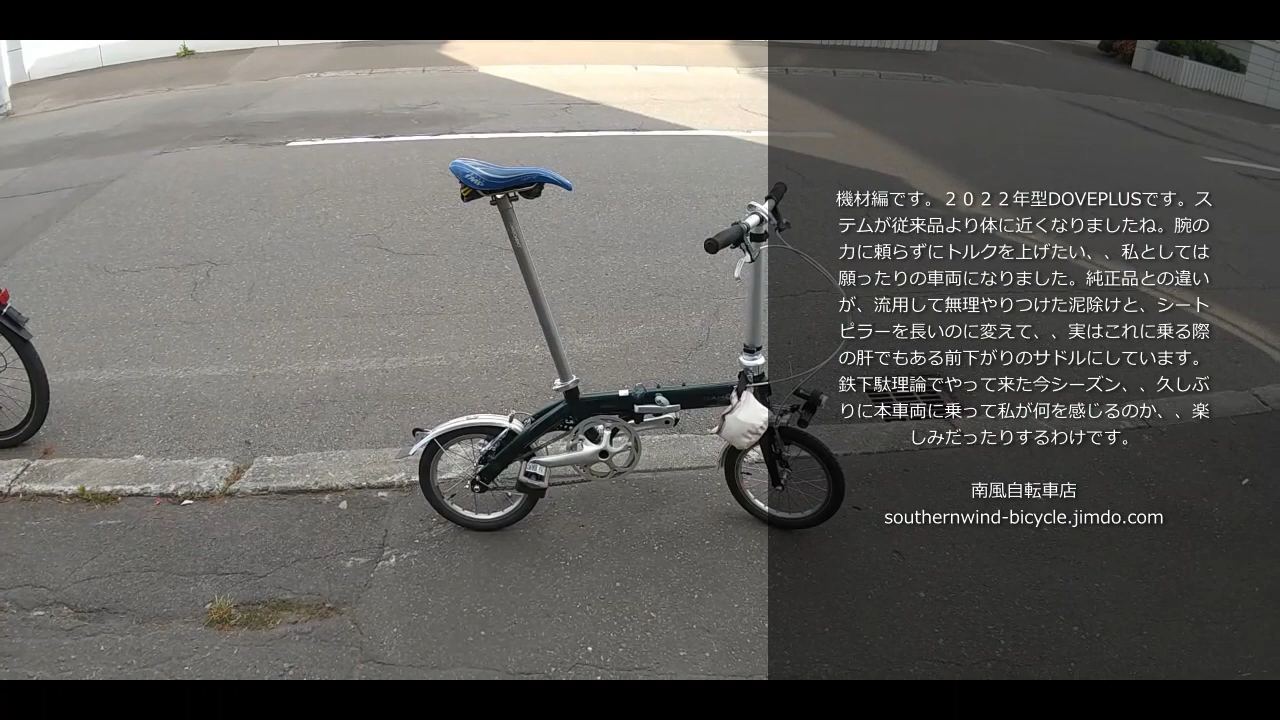 機材編です。２０２２年型DOVEPLUSです。ス
テムが従来品より体に近くなりましたね。腕の
力に頼らずにトルクを上げたい、、私としては
願ったりの車両になりました。純正品との違い
が、流用して無理やりつけた泥除けと、シート
ピラーを長いのに変えて、、実はこれに乗る際
の肝でもある前下がりのサドルにしています。
鉄下駄理論でやって来た今シーズン、、久しぶ
りに本車両に乗って私が何を感じるのか、、楽
しみだったりするわけです。
南風自転車店
southernwind-bicycle.jimdo.com